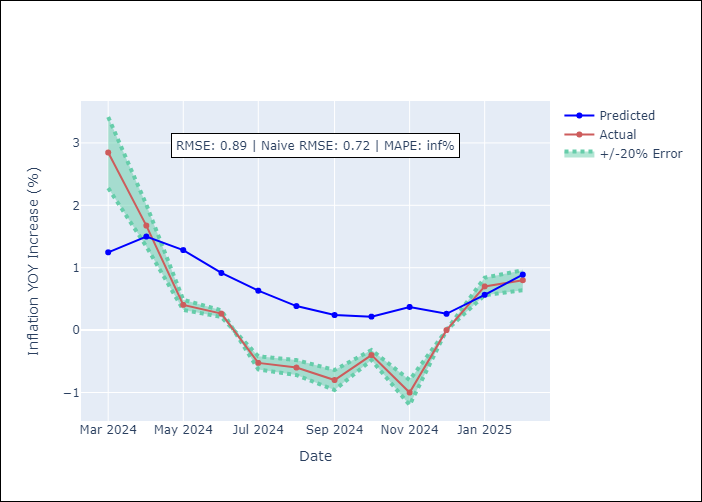 RMSE: 0.89 | Naive RMSE: 0.72 | MAPE: inf%
Predicted
Actual
+/-20% Error
Inflation YOY Increase (%)
3
2
1
0
−1
Mar 2024 May 2024 Jul 2024 Sep 2024 Nov 2024 Jan 2025
Date